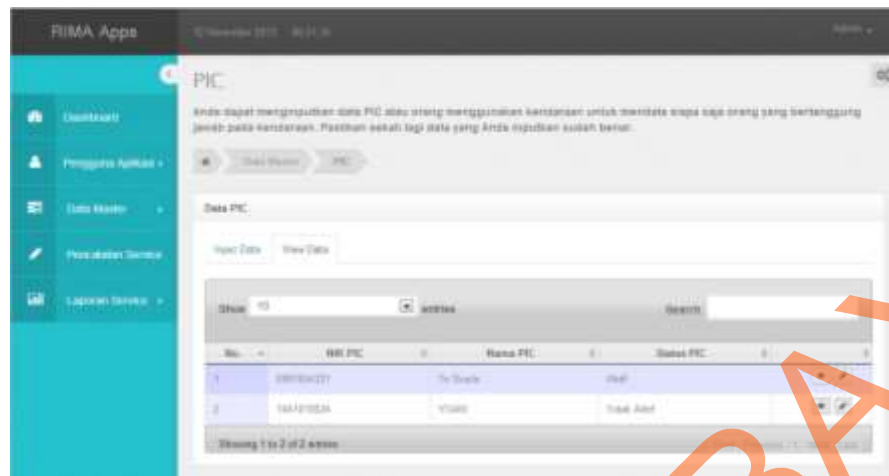 RIMA Apps
PIC
Anda dapat menginputkan data PIC atau orang menggunakan kendaraan untuk mendata siapa saja orang yang bertanggung
jawab pada kendaraan. Pastikan sekali lagi data yang Anda inputkan sudah benar.
Dashboard
Pengguna Aplikasi
Data Master PIC
Data Master
Data PIC
Pencatatan Service
Input Data View Data
Laporan Service
Show 10 entries Search
No. NIK PIC Nama PIC Status PIC
1 Aktif
2 Tidak Aktif
Showing 1 to 2 of 2 entries